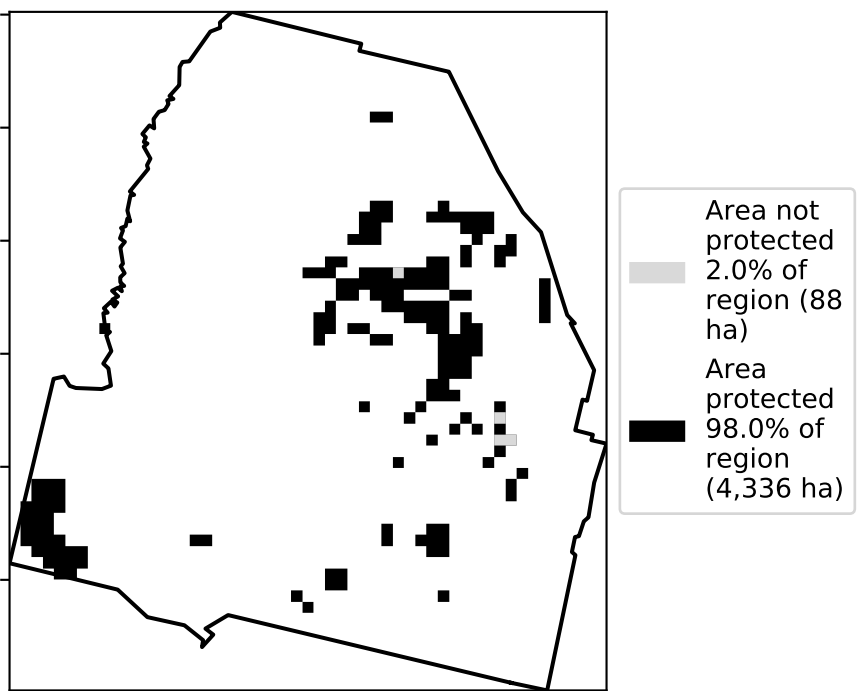 Area not
protected
2.0% of
region (88
ha)
Area
protected
98.0% of
region
(4,336 ha)